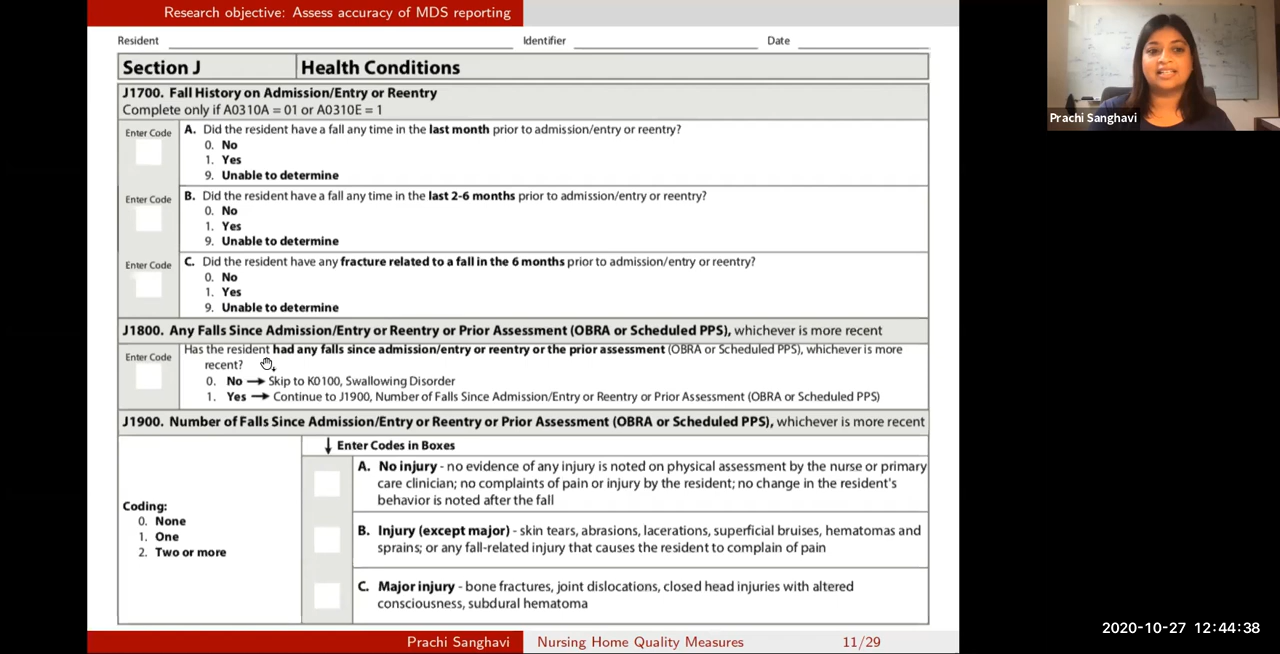 Research objective: Assess accuracy of MDS reporting
Resident
Identifier
Date
Section J
Health Conditions
J1700. Fall History on Admission/Entry or Reentry
Complete only if A0310A = 01 or A0310E = 1
Enter Code
A. Did the resident have a fall any time in the last month prior to admission/entry or reentry?
0. No
1. Yes
9. Unable to determine
Enter Code
B. Did the resident have a fall any time in the last 2-6 months prior to admission/entry or reentry?
0. No
1. Yes
9. Unable to determine
Enter Code
C. Did the resident have any fracture related to a fall in the 6 months prior to admission/entry or reentry?
0. No
1. Yes
9. Unable to determine
J1800. Any Falls Since Admission/Entry or Reentry or Prior Assessment (OBRA or Scheduled PPS), whichever is more recent
Enter Code
Has the resident had any falls since admission/entry or reentry or the prior assessment (OBRA or Scheduled PPS), whichever is more
recent?
0. No → Skip to K0100, Swallowing Disorder
1. Yes → Continue to J1900, Number of Falls Since Admission/Entry or Reentry or Prior Assessment (OBRA or Scheduled PPS)
J1900. Number of Falls Since Admission/Entry or Reentry or Prior Assessment (OBRA or Scheduled PPS), whichever is more recent
↓ Enter Codes in Boxes
Coding:
0. None
1. One
2. Two or more
A. No injury - no evidence of any injury is noted on physical assessment by the nurse or primary
care clinician; no complaints of pain or injury by the resident; no change in the resident's
behavior is noted after the fall
B. Injury (except major) - skin tears, abrasions, lacerations, superficial bruises, hematomas and
sprains; or any fall-related injury that causes the resident to complain of pain
C. Major injury - bone fractures, joint dislocations, closed head injuries with altered
consciousness, subdural hematoma
Prachi Sanghavi
Nursing Home Quality Measures
11/29
Prachi Sanghavi
2020-10-27 12:44:38